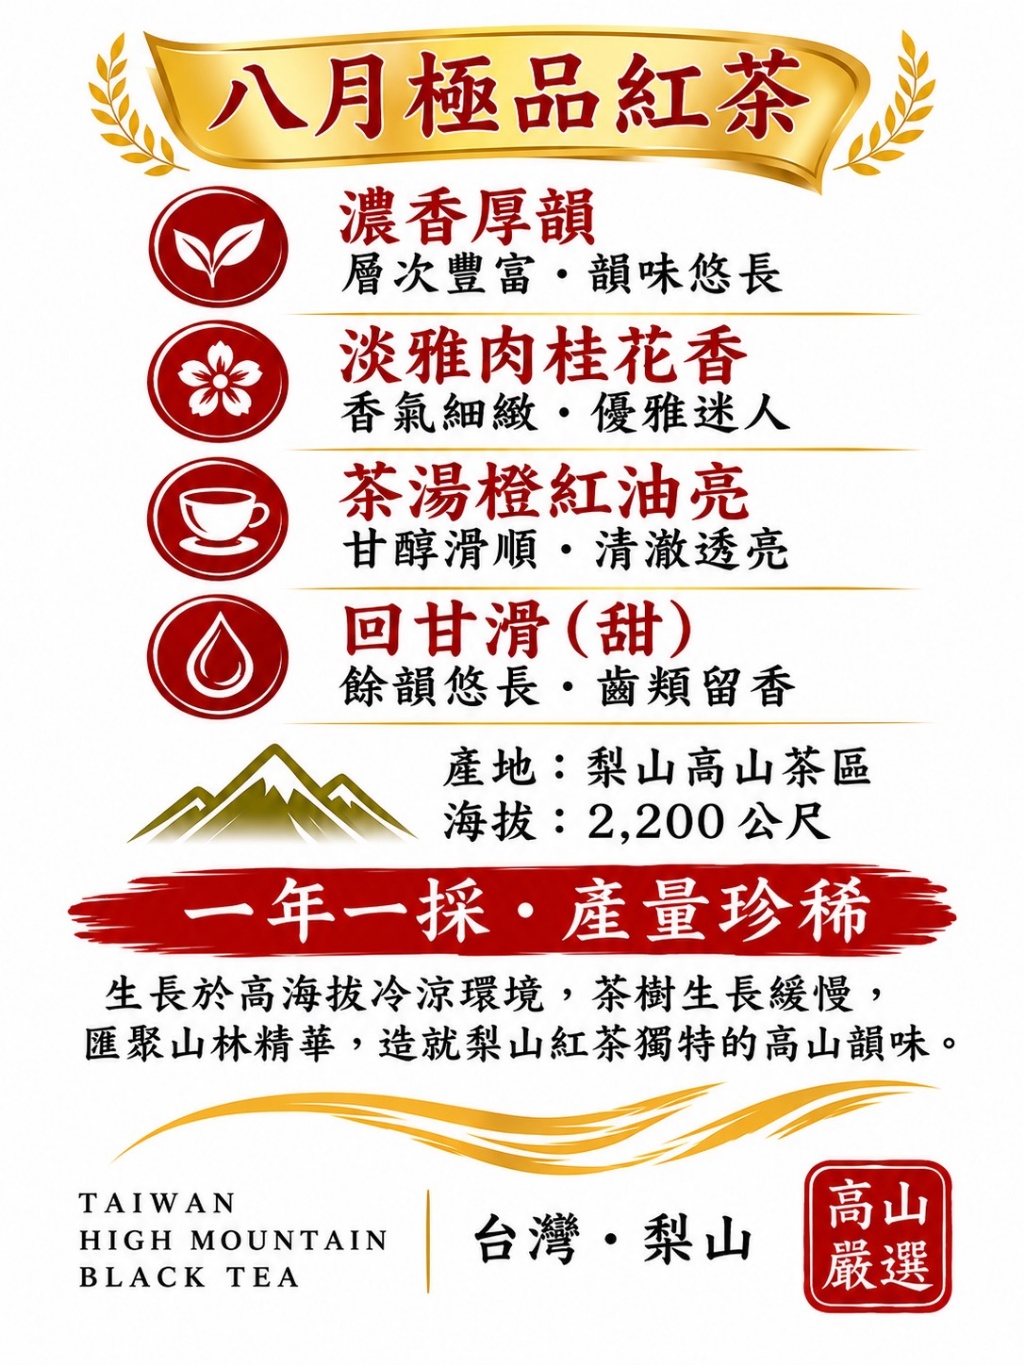 八月極品紅茶
濃香厚韻
層次豐富・韻味悠長
淡雅肉桂花香
香氣細緻・優雅迷人
茶湯橙紅油亮
甘醇滑順・清澈透亮
回甘滑(甜)
餘韻悠長・齒頰留香
產地：梨山高山茶區
海拔：2,200公尺
一年一採・產量珍稀
生長於高海拔冷涼環境，茶樹生長緩慢，
匯聚山林精華，造就梨山紅茶獨特的高山韻味。
TAIWAN
HIGH MOUNTAIN
BLACK TEA
台灣・梨山
高山
嚴選